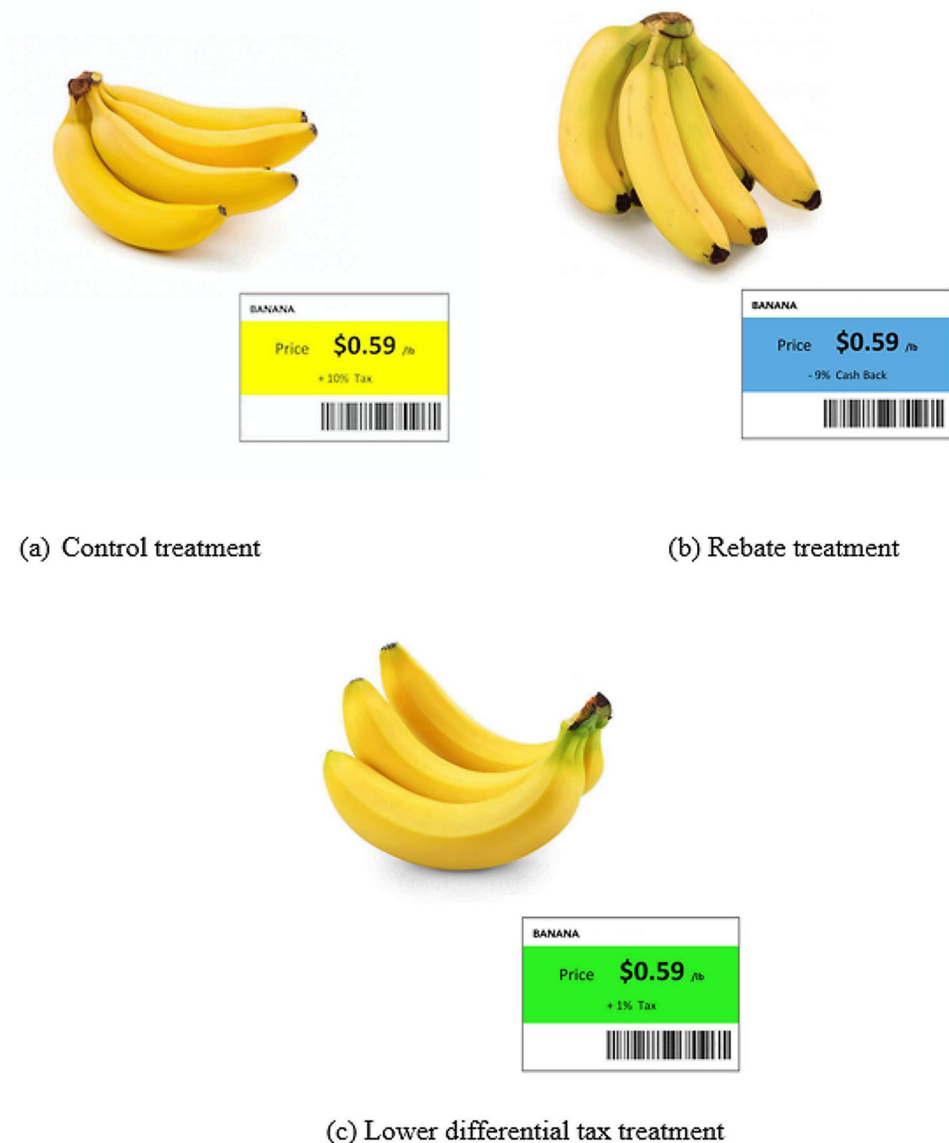 BANANA
Price $0.59 /lb
+ 10% Tax
BANANA
Price $0.59 /lb
- 9% Cash Back
(a) Control treatment
(b) Rebate treatment
BANANA
Price $0.59 /lb
+ 1% Tax
(c) Lower differential tax treatment